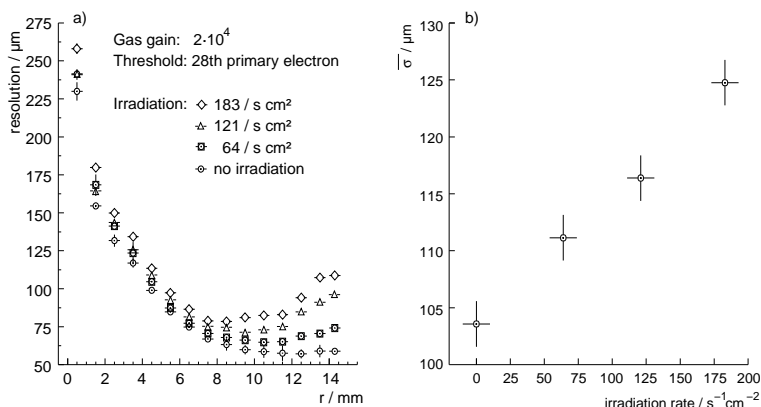 a)
resolution / μm
275
250
225
200
175
150
125
100
75
50
Gas gain: 2·10⁴
Threshold: 28th primary electron
Irradiation: 183 / s cm²
121 / s cm²
64 / s cm²
no irradiation
0 2 4 6 8 10 12 14
r / mm
b)
σ̅ / μm
130
125
120
115
110
105
100
0 25 50 75 100 125 150 175 200
irradiation rate / s⁻¹cm⁻²